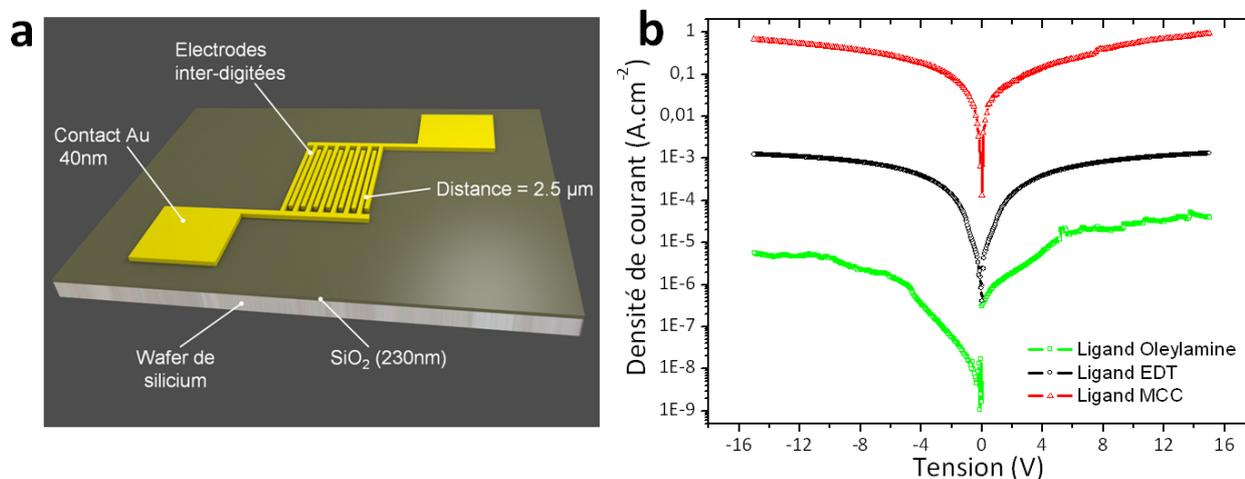 a
Electrodes
inter-digitées
Contact Au
40nm
Distance = 2.5 µm
Wafer de
silicium
SiO₂ (230nm)
b
Densité de courant (A.cm⁻²)
1
0,1
0,01
1E-3
1E-4
1E-5
1E-6
1E-7
1E-8
1E-9
Ligand Oleylamine
Ligand EDT
Ligand MCC
-16 -12 -8 -4 0 4 8 12 16
Tension (V)